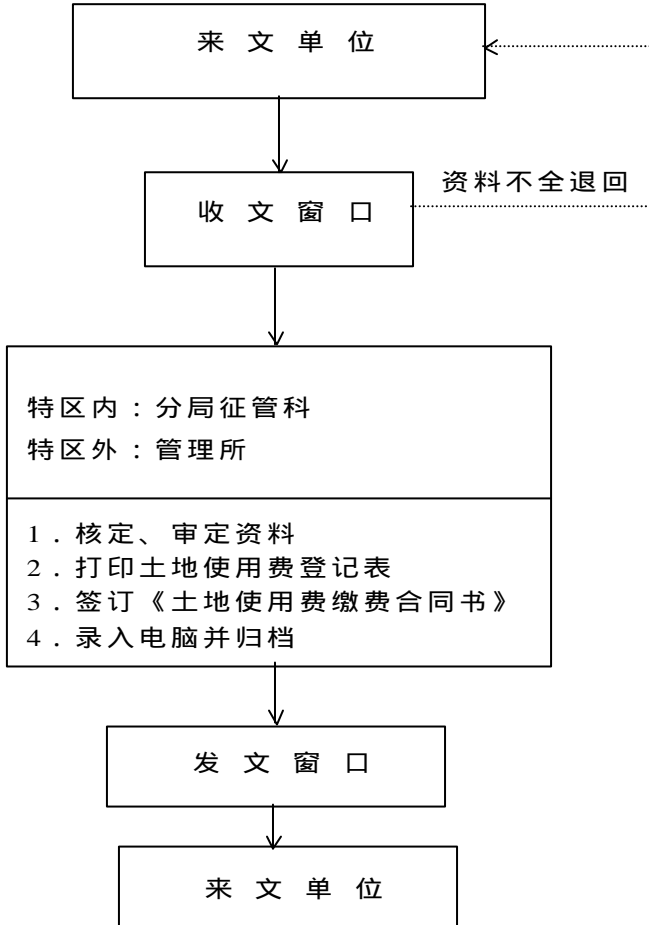 来文单位
资料不全退回
收文窗口
特区内：分局征管科
特区外：管理所
1．核定、审定资料
2．打印土地使用费登记表
3．签订《土地使用费缴费合同书》
4．录入电脑并归档
发文窗口
来文单位